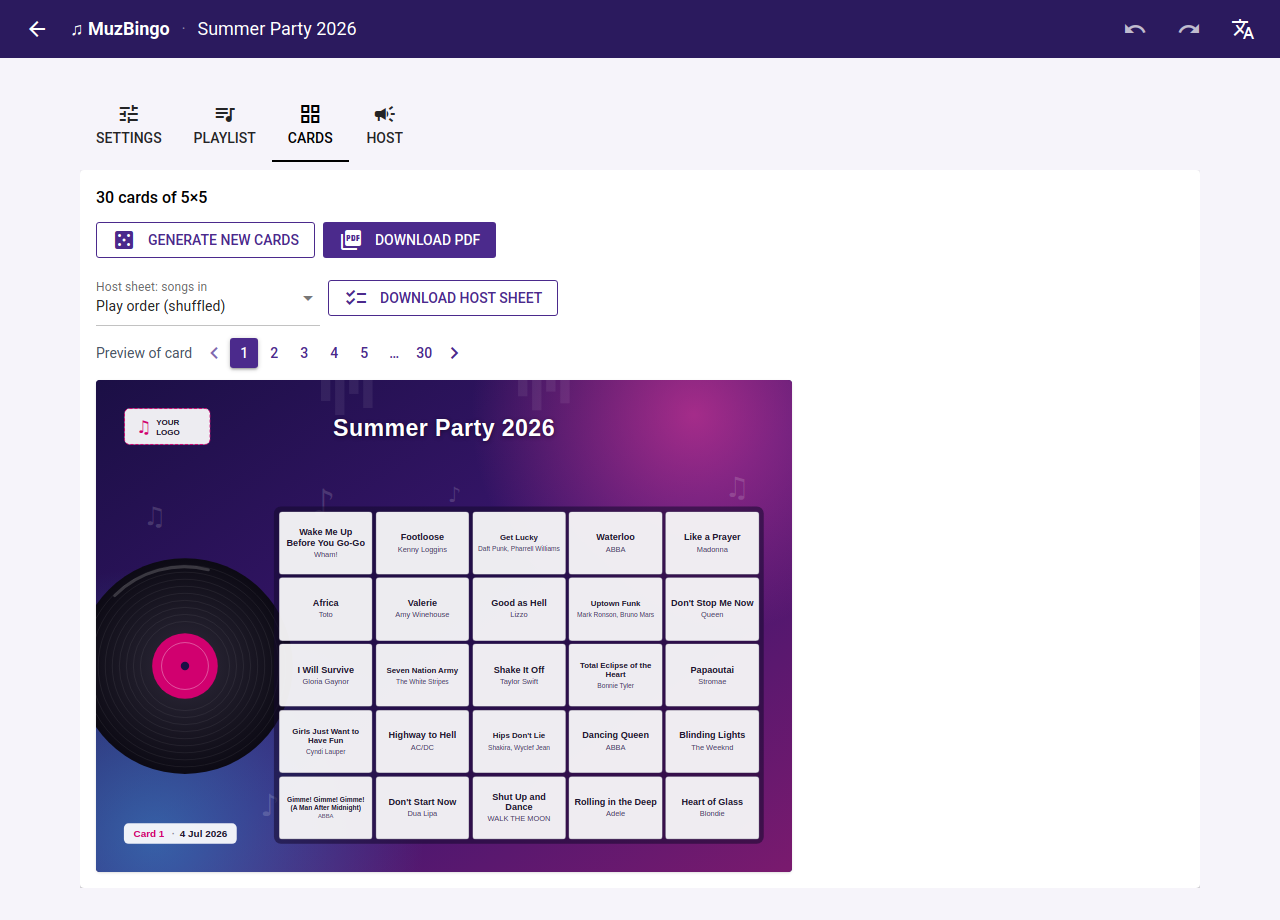 ♫ MuzBingo · Summer Party 2026
SETTINGS PLAYLIST CARDS HOST
30 cards of 5×5
GENERATE NEW CARDS PDF DOWNLOAD PDF
Host sheet: songs in
Play order (shuffled)
DOWNLOAD HOST SHEET
Preview of card 1 2 3 4 5 … 30
YOUR
LOGO
Summer Party 2026
Wake Me Up
Before You Go-Go
Wham!
Footloose
Kenny Loggins
Get Lucky
Daft Punk, Pharrell Williams
Waterloo
ABBA
Like a Prayer
Madonna
Africa
Toto
Valerie
Amy Winehouse
Good as Hell
Lizzo
Uptown Funk
Mark Ronson, Bruno Mars
Don't Stop Me Now
Queen
I Will Survive
Gloria Gaynor
Seven Nation Army
The White Stripes
Shake It Off
Taylor Swift
Total Eclipse of the
Heart
Bonnie Tyler
Papaoutai
Stromae
Girls Just Want to
Have Fun
Cyndi Lauper
Highway to Hell
AC/DC
Hips Don't Lie
Shakira, Wyclef Jean
Dancing Queen
ABBA
Blinding Lights
The Weeknd
Gimme! Gimme! Gimme!
(A Man After Midnight)
ABBA
Don't Start Now
Dua Lipa
Shut Up and
Dance
WALK THE MOON
Rolling in the Deep
Adele
Heart of Glass
Blondie
Card 1 · 4 Jul 2026